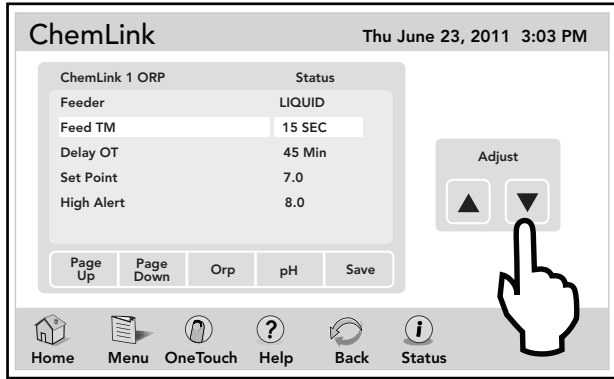 ChemLink Thu June 23, 2011 3:03 PM
ChemLink 1 ORP Status
Feeder LIQUID
Feed TM 15 SEC
Delay OT 45 Min
Set Point 7.0
High Alert 8.0
Adjust
Page Up Page Down Orp pH Save
Home Menu OneTouch Help Back Status